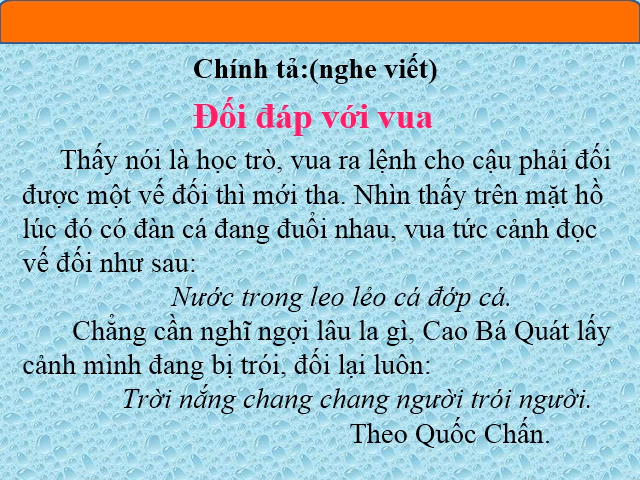 Chính tả:(nghe viết)
Đối đáp với vua
Thấy nói là học trò, vua ra lệnh cho cậu phải đối
được một vế đối thì mới tha. Nhìn thấy trên mặt hồ
lúc đó có đàn cá đang đuổi nhau, vua tức cảnh đọc
vế đối như sau:
Nước trong leo lẻo cá đớp cá.
Chẳng cần nghĩ ngợi lâu la gì, Cao Bá Quát lấy
cảnh mình đang bị trói, đối lại luôn:
Trời nắng chang chang người trói người.
Theo Quốc Chấn.